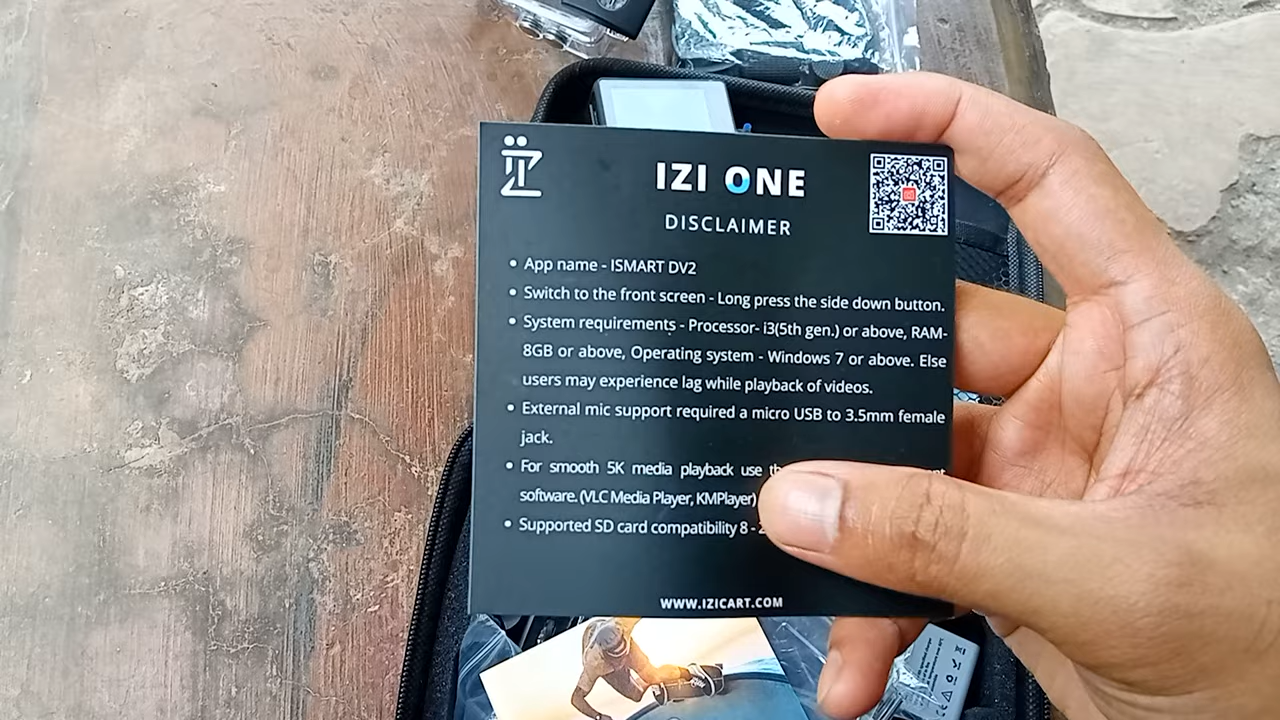 IZI ONE
DISCLAIMER
• App name - ISMART DV2
• Switch to the front screen - Long press the side down button.
• System requirements - Processor- i3(5th gen.) or above, RAM-
8GB or above, Operating system - Windows 7 or above. Else
users may experience lag while playback of videos.
• External mic support required a micro USB to 3.5mm female
jack.
• For smooth 5K media playback use
software. (VLC Media Player, KMPlayer)
• Supported SD card compatibility 8 -
WWW.IZICART.COM